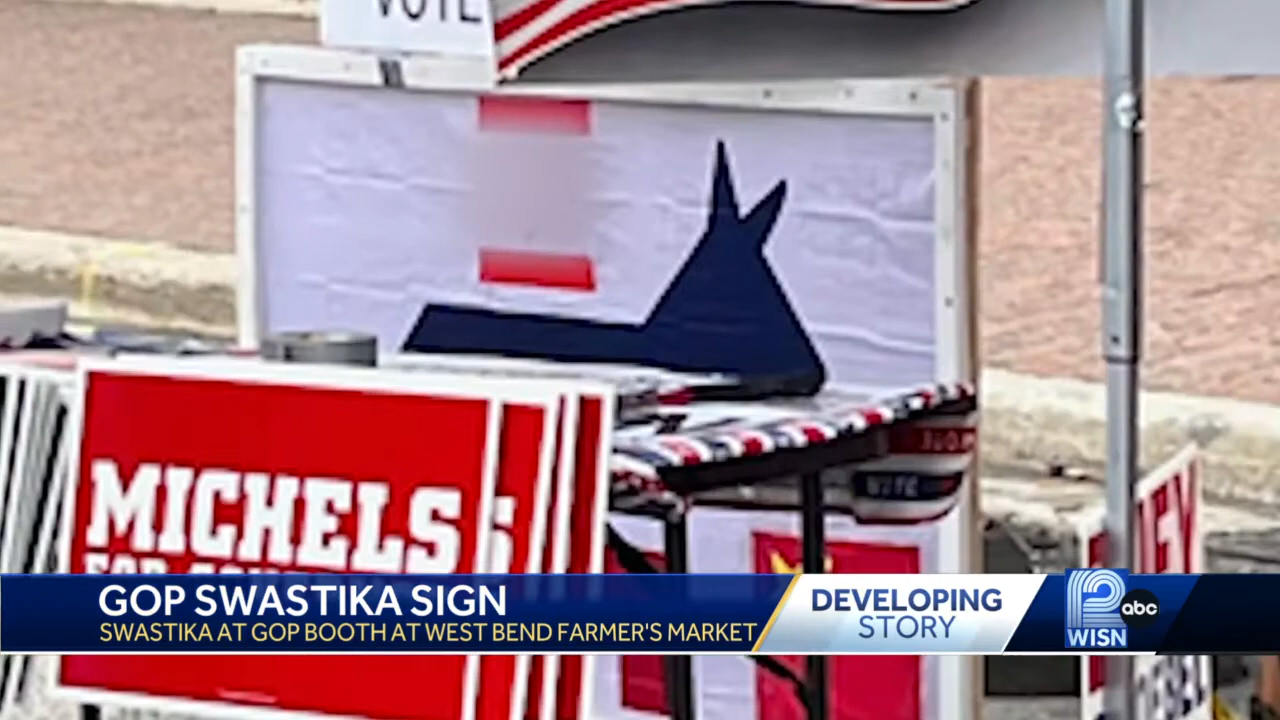 VOTE
MICHELS
VOTE
GOP SWASTIKA SIGN
SWASTIKA AT GOP BOOTH AT WEST BEND FARMER'S MARKET
DEVELOPING
STORY
2
abc
WISN